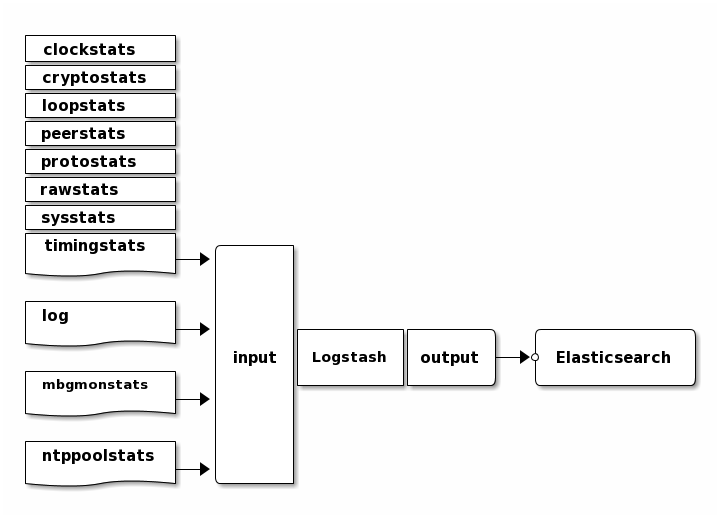 clockstats
cryptostats
loopstats
peerstats
protostats
rawstats
sysstats
timingstats
log
mbgmonstats
ntppoolstats
input
Logstash
output
Elasticsearch